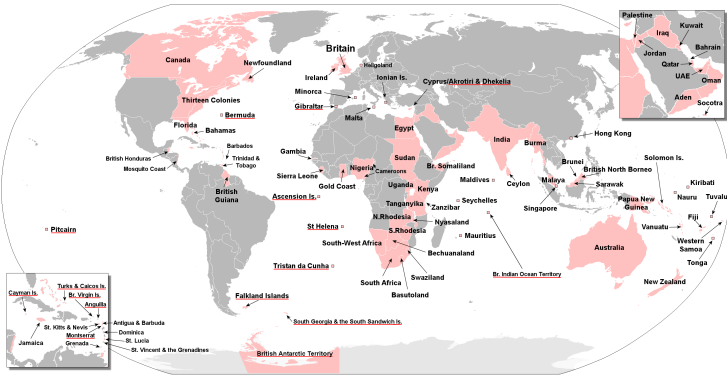 Canada
Newfoundland
Thirteen Colonies
Bermuda
Florida
Bahamas
British Honduras
Mosquito Coast
Barbados
Trinidad &
Tobago
British
Guiana
Pitcairn
Britain
Heligoland
Ireland
Minorca
Gibraltar
Malta
Ionian Is.
Cyprus/Akrotiri & Dhekelia
Egypt
Sudan
Gambia
Sierra Leone
Gold Coast
Nigeria
Cameroons
Br. Somaliland
Uganda
Kenya
Tanganyika
Zanzibar
N.Rhodesia
Nyasaland
S.Rhodesia
South-West Africa
Bechuanaland
Swaziland
South Africa
Basutoland
Ascension Is.
St Helena
Tristan da Cunha
Falkland Islands
South Georgia & the South Sandwich Is.
British Antarctic Territory
Maldives
Seychelles
Mauritius
Br. Indian Ocean Territory
India
Burma
Ceylon
Hong Kong
Brunei
British North Borneo
Malaya
Sarawak
Singapore
Solomon Is.
Papua New
Guinea
Kiribati
Nauru
Tuvalu
Fiji
Vanuatu
Western
Samoa
Tonga
Australia
New Zealand
Palestine
Iraq
Kuwait
Jordan
Bahrain
Qatar
UAE
Oman
Aden
Socotra
Cayman Is.
Turks & Caicos Is.
Br. Virgin Is.
Anguilla
St. Kitts & Nevis
Antigua & Barbuda
Montserrat
Dominica
Jamaica
Grenada
St. Lucia
St. Vincent & the Grenadines